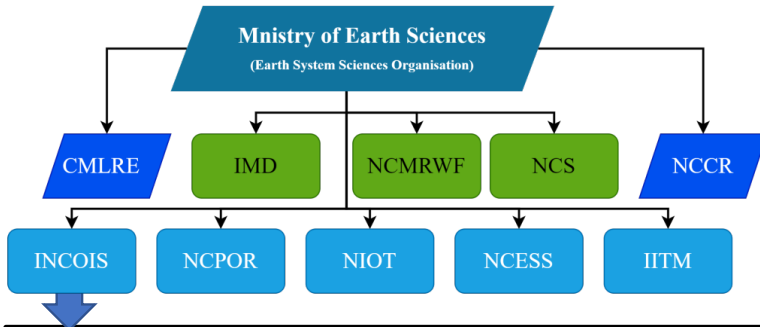 Mnistry of Earth Sciences
(Earth System Sciences Organisation)
CMLRE
IMD
NCMRWF
NCS
NCCR
INCOIS
NCPOR
NIOT
NCESS
IITM